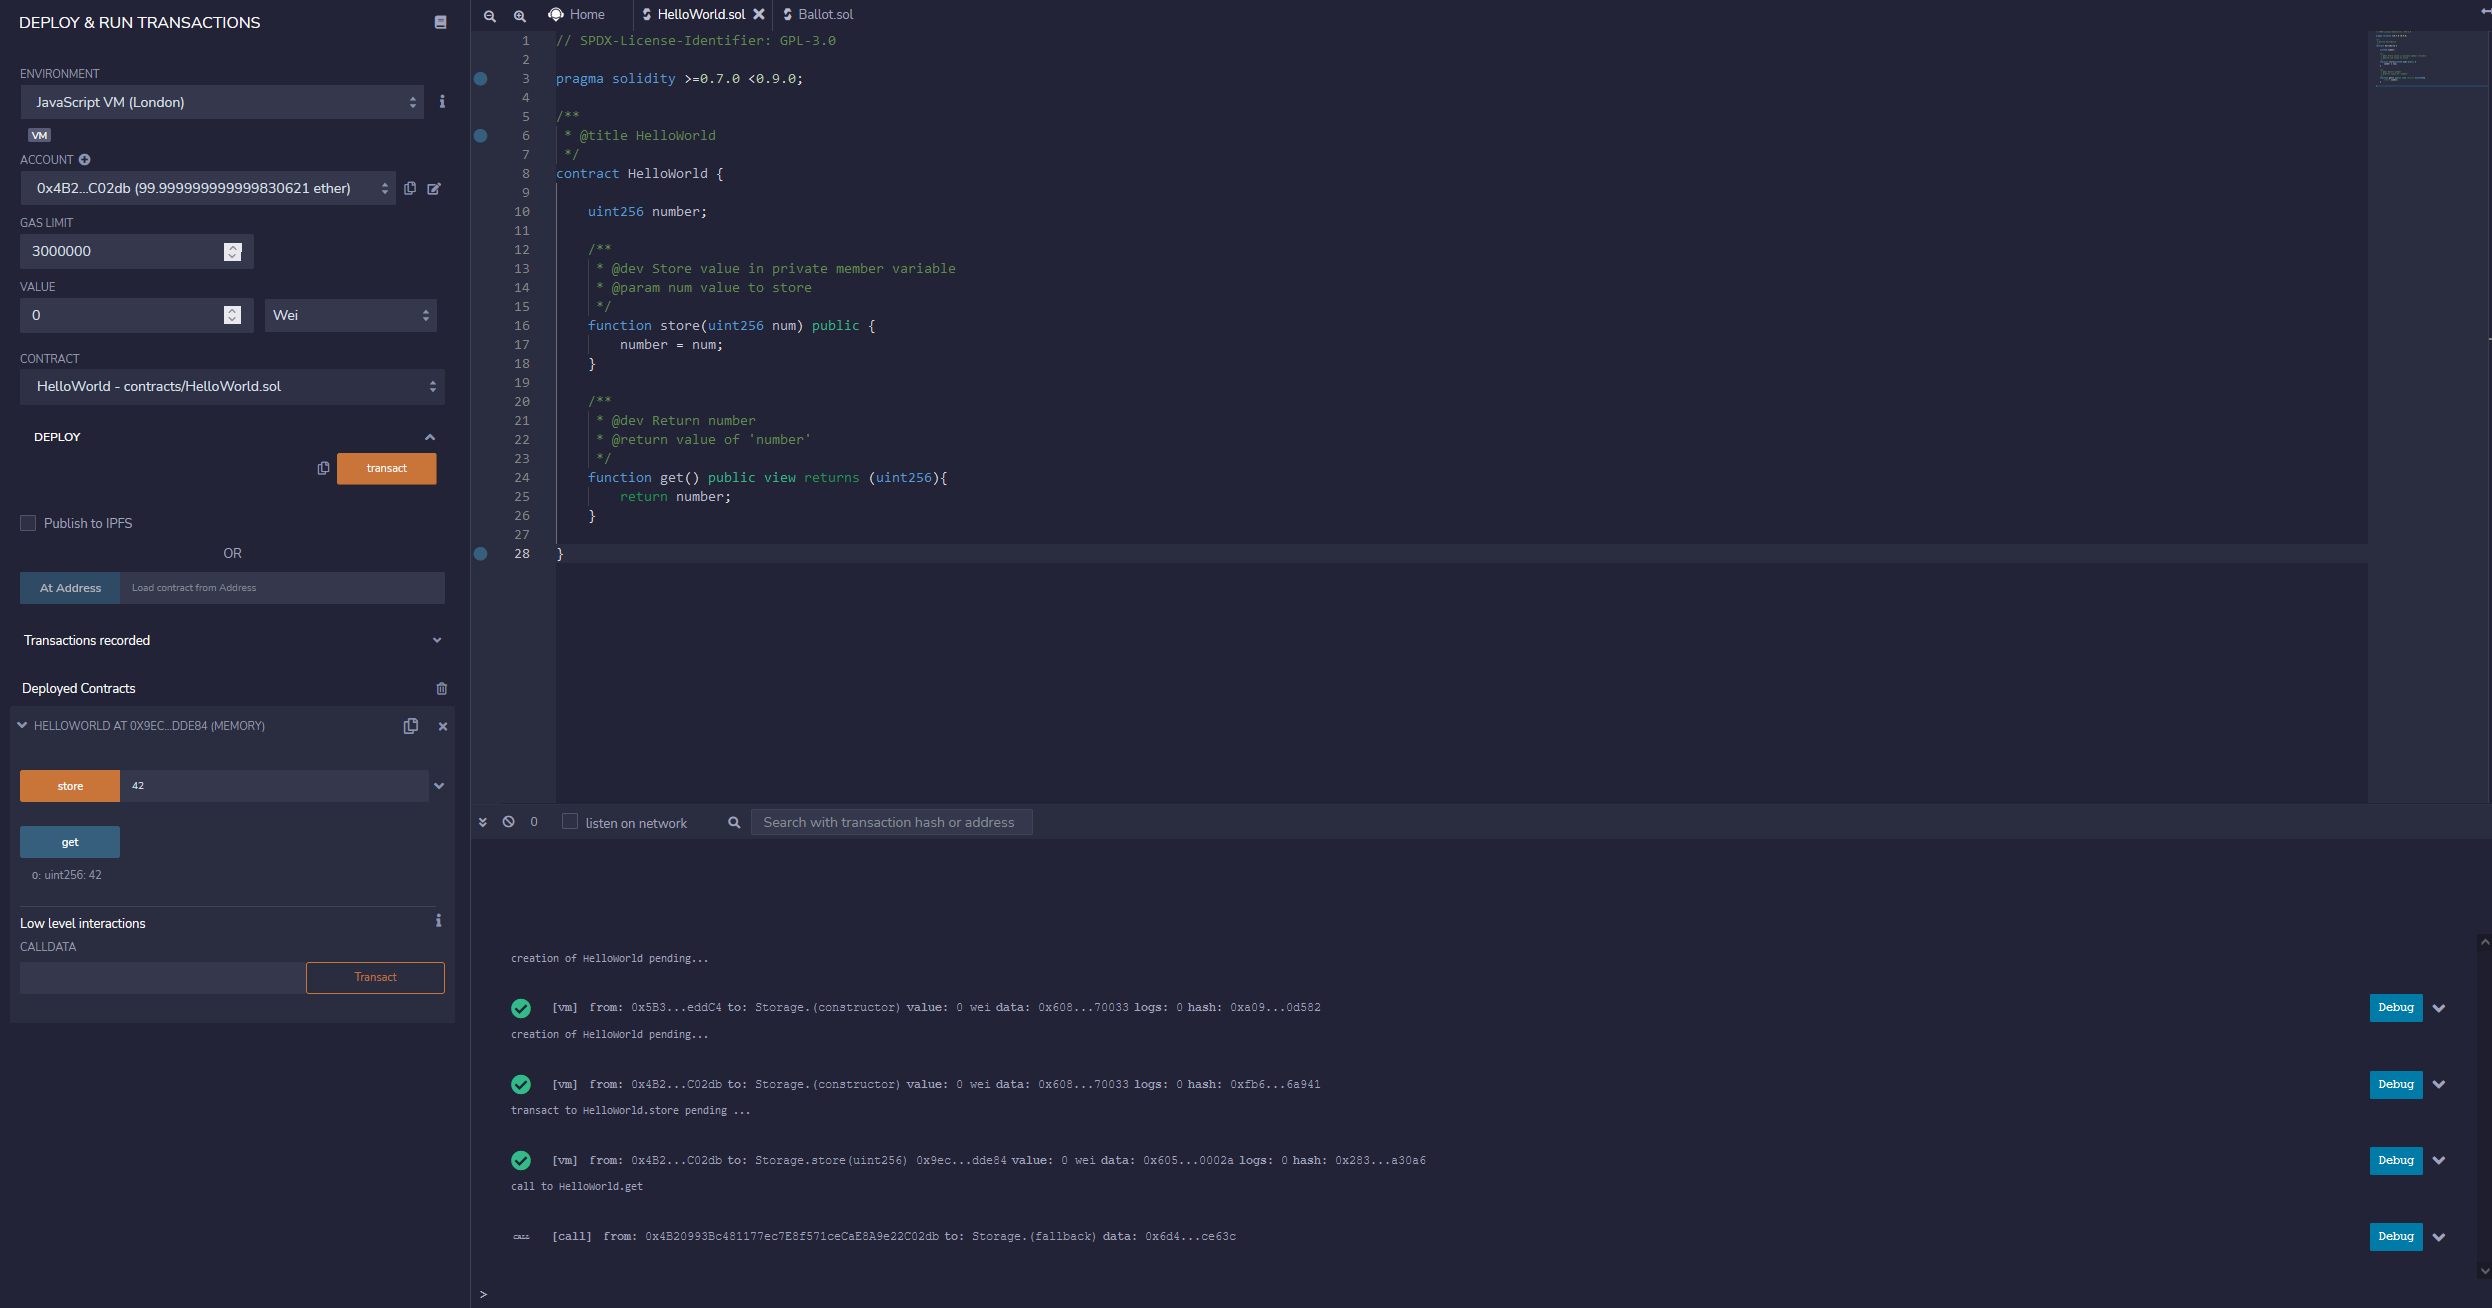 DEPLOY & RUN TRANSACTIONS
ENVIRONMENT
JavaScript VM (London)
VM
ACCOUNT
0x4B2...C02db (99.999999999999830621 ether)
GAS LIMIT
3000000
VALUE
0
Wei
CONTRACT
HelloWorld - contracts/HelloWorld.sol
DEPLOY
transact
Publish to IPFS
OR
At Address
Load contract from Address
Transactions recorded
Deployed Contracts
HELLOWORLD AT 0X9EC...DDE84 (MEMORY)
store
42
get
0: uint256: 42
Low level interactions
CALLDATA
Transact
Home
HelloWorld.sol
Ballot.sol
1 // SPDX-License-Identifier: GPL-3.0
2
3 pragma solidity >=0.7.0 <0.9.0;
4
5 /**
6 * @title HelloWorld
7 */
8 contract HelloWorld {
9
10 uint256 number;
11
12 /**
13 * @dev Store value in private member variable
14 * @param num value to store
15 */
16 function store(uint256 num) public {
17 number = num;
18 }
19
20 /**
21 * @dev Return number
22 * @return value of 'number'
23 */
24 function get() public view returns (uint256){
25 return number;
26 }
27
28 }
0
listen on network
Search with transaction hash or address
creation of HelloWorld pending...
[vm] from: 0x5B3...eddC4 to: Storage.(constructor) value: 0 wei data: 0x608...70033 logs: 0 hash: 0xa09...0d582
Debug
creation of HelloWorld pending...
[vm] from: 0x4B2...C02db to: Storage.(constructor) value: 0 wei data: 0x608...70033 logs: 0 hash: 0xfb6...6a941
Debug
transact to HelloWorld.store pending ...
[vm] from: 0x4B2...C02db to: Storage.store(uint256) 0x9ec...dde84 value: 0 wei data: 0x605...0002a logs: 0 hash: 0x283...a30a6
Debug
call to HelloWorld.get
CALL [call] from: 0x4B20993Bc481177ec7E8f571ceCaE8A9e22C02db to: Storage.(fallback) data: 0x6d4...ce63c
Debug
>